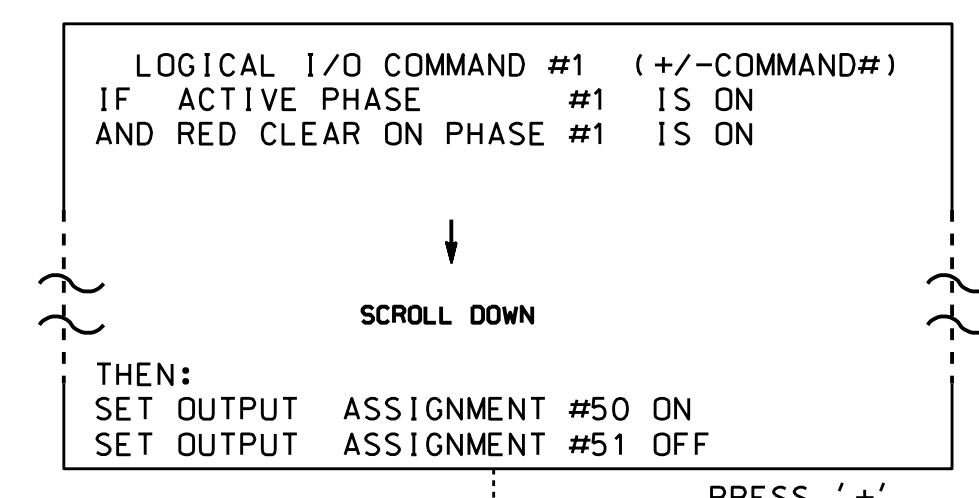 LOGICAL I/O COMMAND #1 (+/-COMMAND#)
IF ACTIVE PHASE #1 IS ON
AND RED CLEAR ON PHASE #1 IS ON
SCROLL DOWN
THEN:
SET OUTPUT ASSIGNMENT #50 ON
SET OUTPUT ASSIGNMENT #51 OFF
PRESS '+'